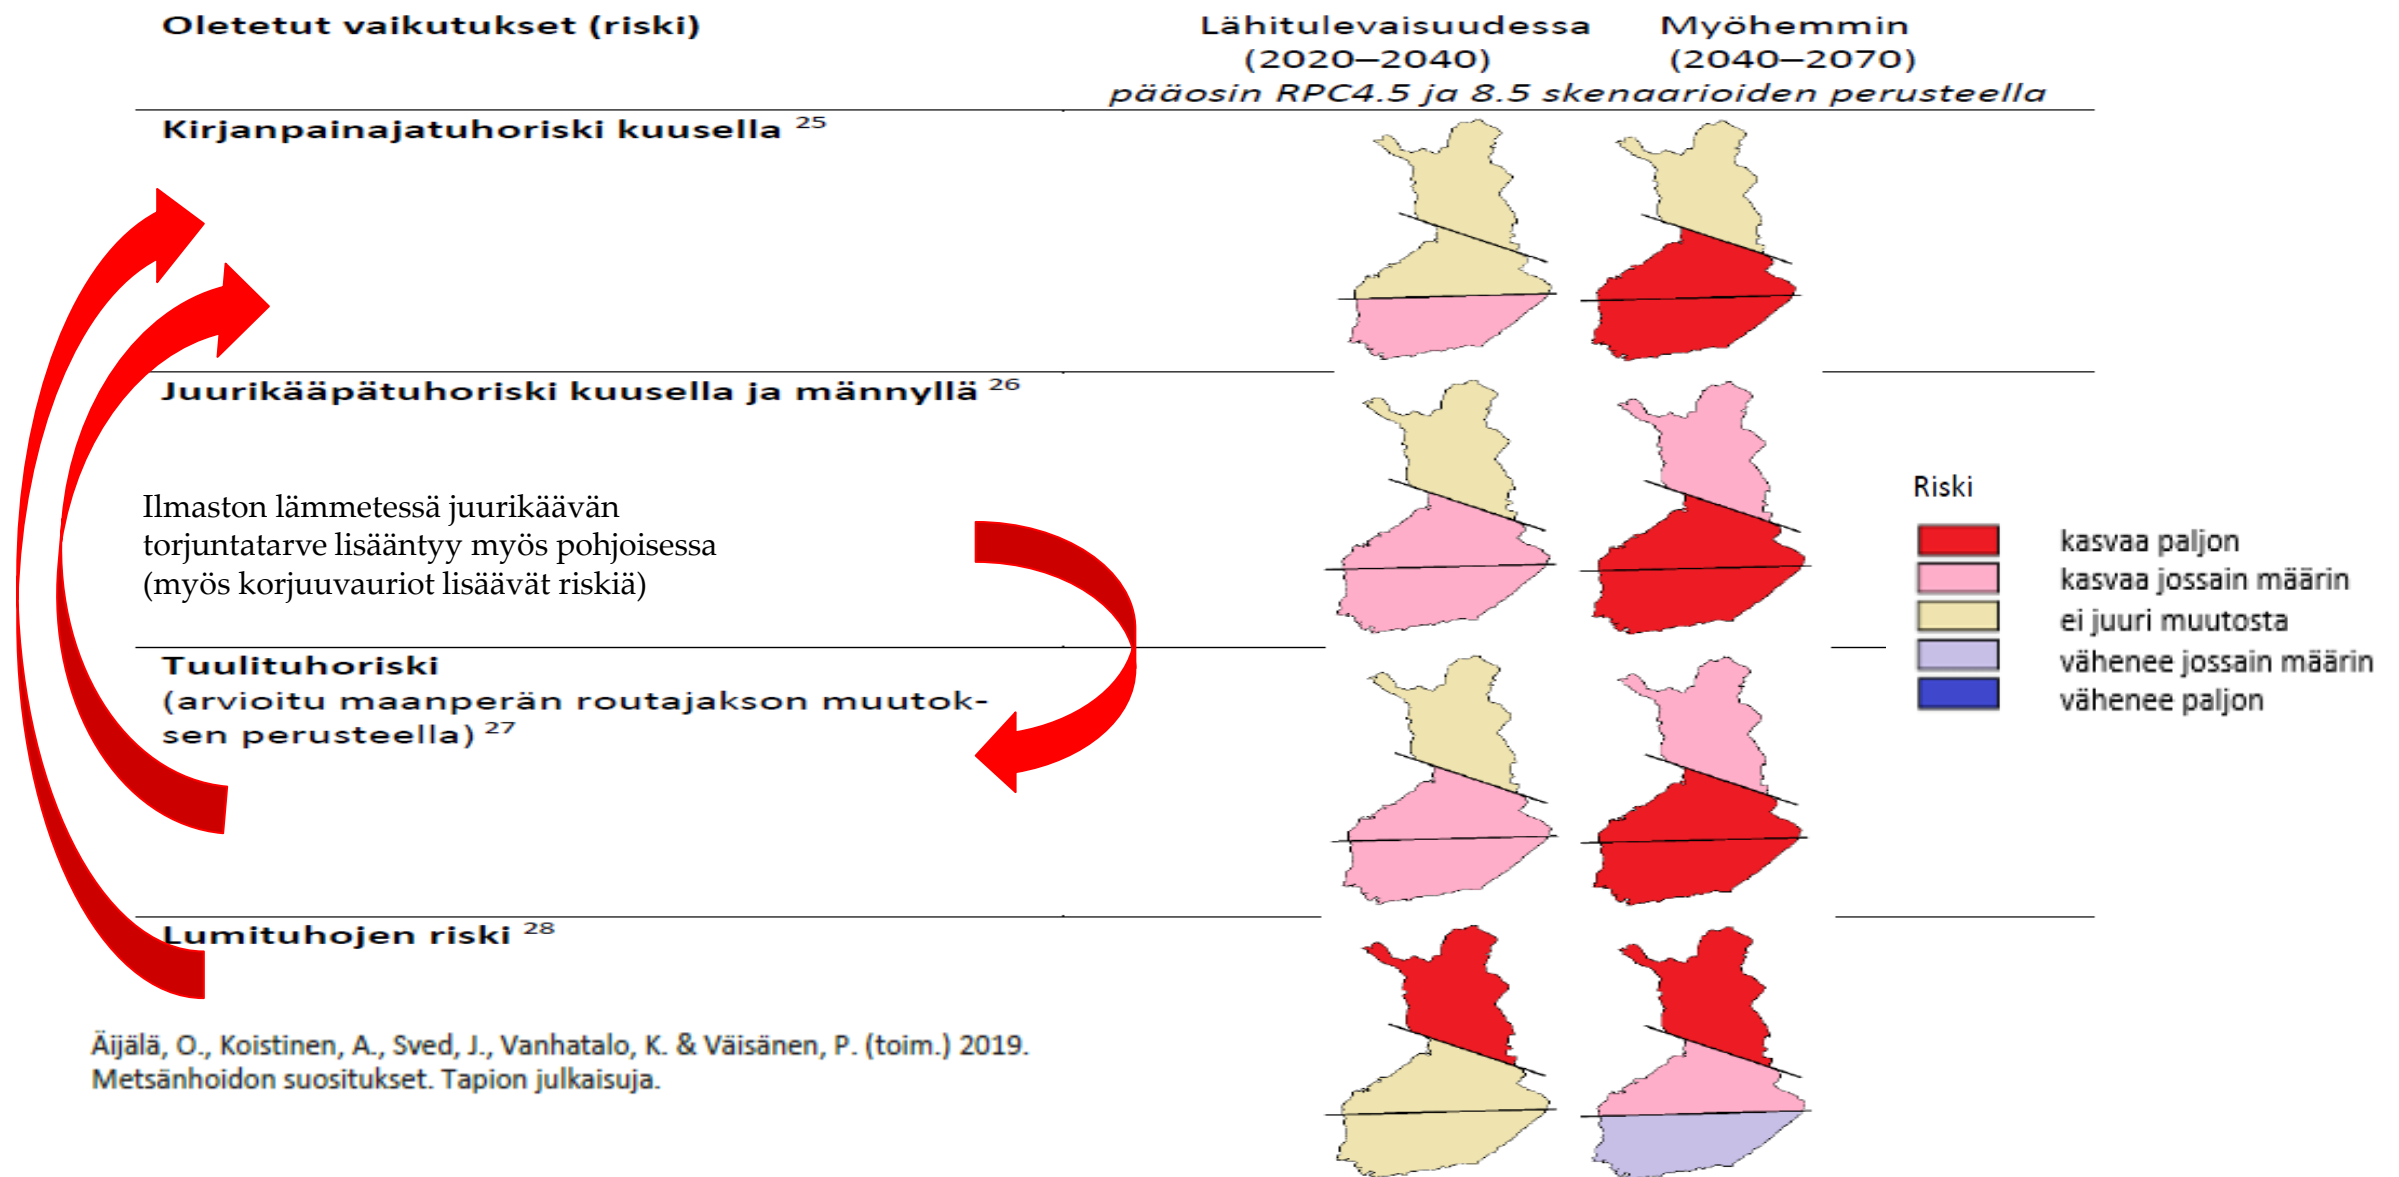 Oletetut vaikutukset (riski)
Lähitulevaisuudessa
(2020–2040)
Myöhemmin
(2040–2070)
pääosin RPC4.5 ja 8.5 skenaarioiden perusteella
Kirjanpainajatuhoriski kuusella 25
Juurikääpätuhoriski kuusella ja männyllä 26
Ilmaston lämmetessä juurikäävän
torjuntatarve lisääntyy myös pohjoisessa
(myös korjuuvauriot lisäävät riskiä)
Tuulituhoriski
(arvioitu maanperän routajakson muutok-
sen perusteella) 27
Lumituhojen riski 28
Riski
kasvaa paljon
kasvaa jossain määrin
ei juuri muutosta
vähenee jossain määrin
vähenee paljon
Äijälä, O., Koistinen, A., Sved, J., Vanhatalo, K. & Väisänen, P. (toim.) 2019.
Metsänhoidon suositukset. Tapion julkaisuja.